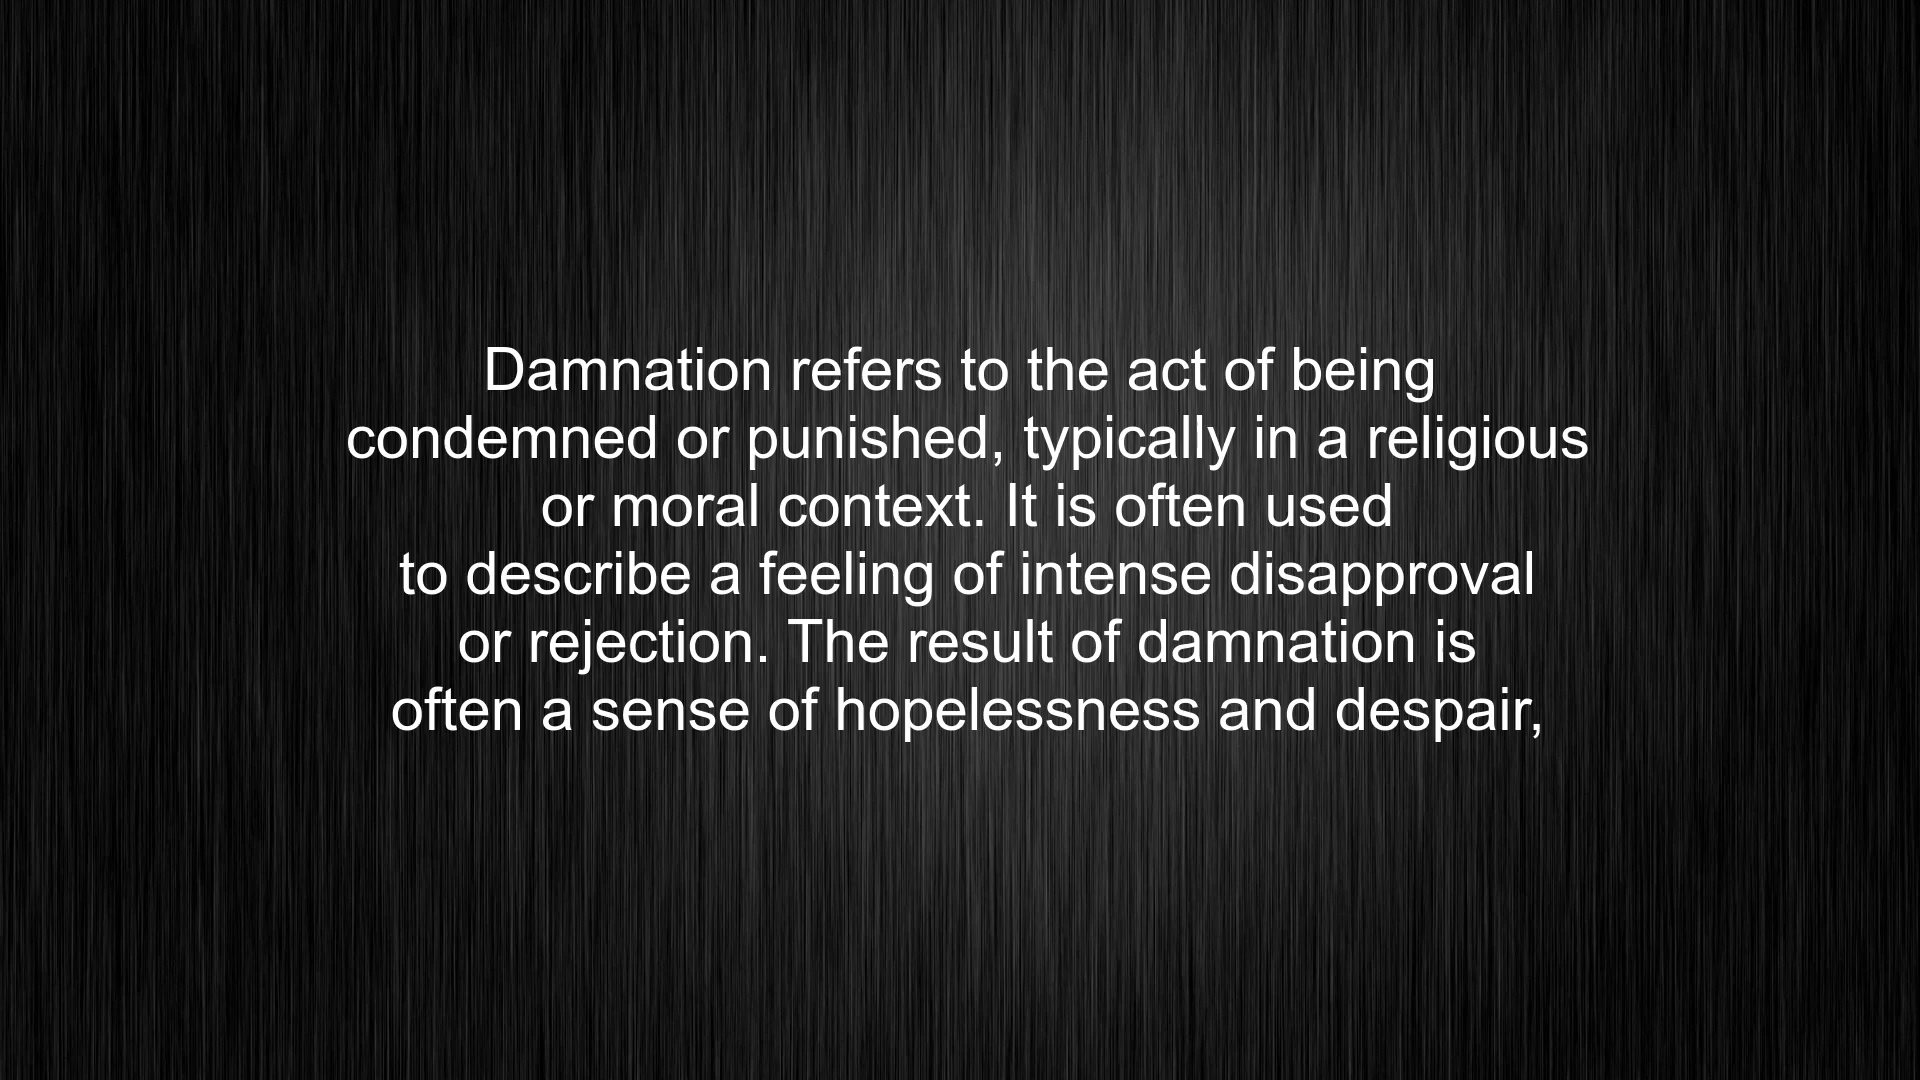 Damnation refers to the act of being
condemned or punished, typically in a religious
or moral context. It is often used
to describe a feeling of intense disapproval
or rejection. The result of damnation is
often a sense of hopelessness and despair,